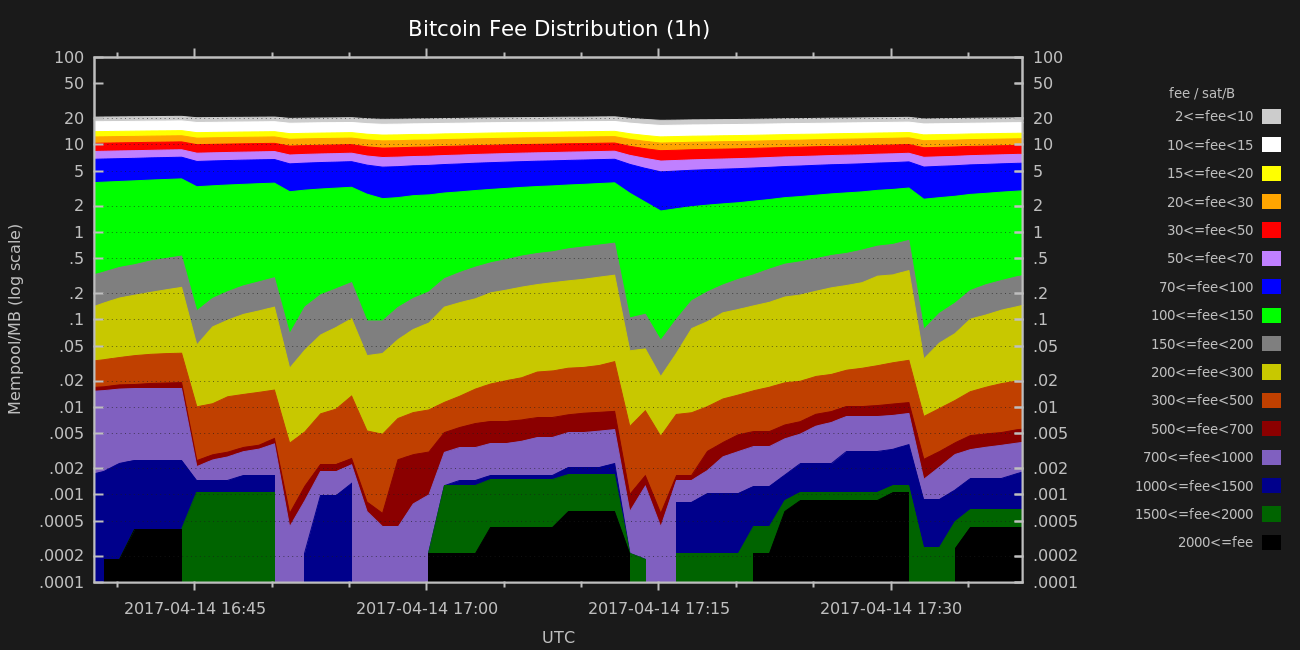 Bitcoin Fee Distribution (1h)
Mempool/MB (log scale)
100
50
20
10
5
2
1
.5
.2
.1
.05
.02
.01
.005
.002
.001
.0005
.0002
.0001
100
50
20
10
5
2
1
.5
.2
.1
.05
.02
.01
.005
.002
.001
.0005
.0002
.0001
2017-04-14 16:45
2017-04-14 17:00
2017-04-14 17:15
2017-04-14 17:30
UTC
fee / sat/B
2<=fee<10
10<=fee<15
15<=fee<20
20<=fee<30
30<=fee<50
50<=fee<70
70<=fee<100
100<=fee<150
150<=fee<200
200<=fee<300
300<=fee<500
500<=fee<700
700<=fee<1000
1000<=fee<1500
1500<=fee<2000
2000<=fee